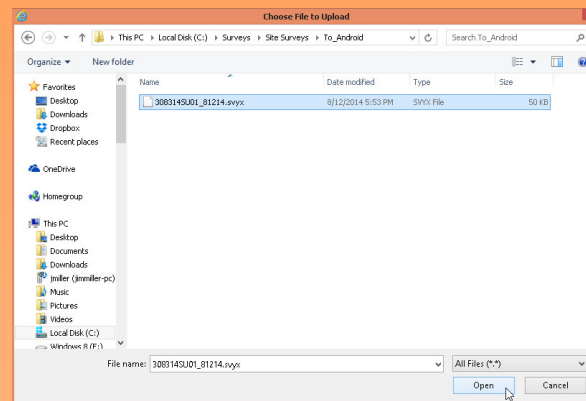 Choose File to Upload
This PC Local Disk (C:) Surveys Site Surveys To_Android Search To_Android
Organize New folder
Name Date modified Type Size
Favorites
Desktop 308314SU01_81214.svyx 8/12/2014 5:53 PM SVYX File 50 KB
Downloads
Dropbox
Recent places
OneDrive
Homegroup
This PC
Desktop
Documents
Downloads
jmiller (jimmiller-pc)
Music
Pictures
Videos
Local Disk (C:)
Windows 8 (F:)
File name: 308314SU01_81214.svyx All Files (*.*)
Open Cancel